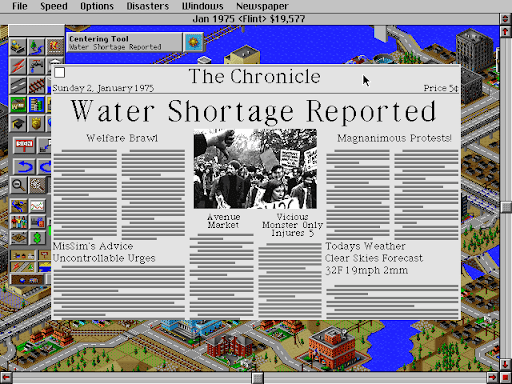 File Speed Options Disasters Windows Newspaper
Jan 1975 <Flint> $19,577
Centering Tool
Water Shortage Reported
The Chronicle
Sunday 2, January 1975
Price 5¢
Water Shortage Reported
Welfare Brawl
Magnanimous Protests!
Avenue
Market
Vicious
Monster Only
Injures 5
MisSim's Advice
Uncontrollable Urges
Todays Weather
Clear Skies Forecast
32F 19mph 2mm